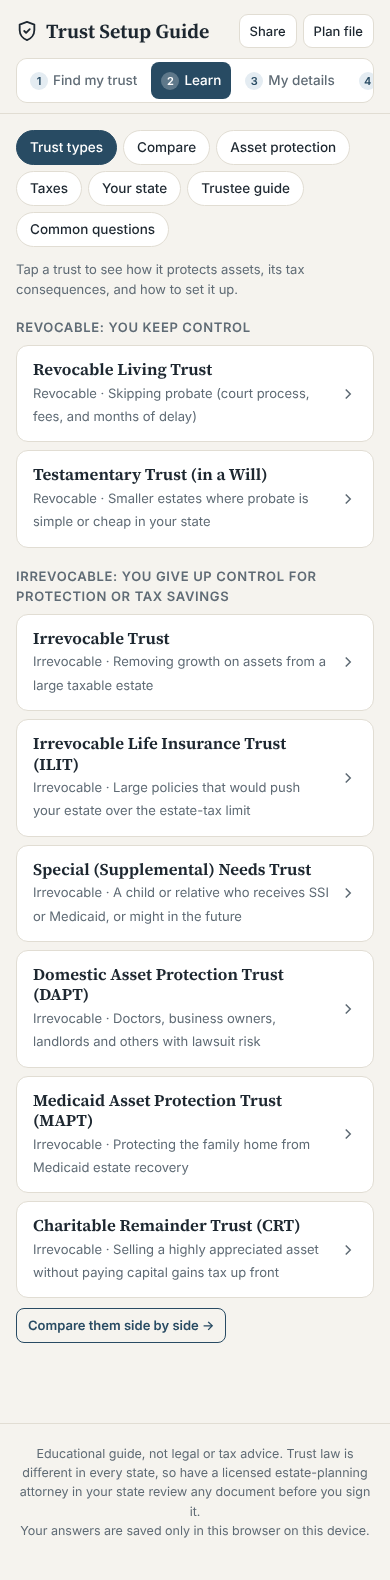 Trust Setup Guide
Share
Plan file
1 Find my trust
2 Learn
3 My details
4
Trust types
Compare
Asset protection
Taxes
Your state
Trustee guide
Common questions
Tap a trust to see how it protects assets, its tax
consequences, and how to set it up.
REVOCABLE: YOU KEEP CONTROL
Revocable Living Trust
Revocable · Skipping probate (court process,
fees, and months of delay)
Testamentary Trust (in a Will)
Revocable · Smaller estates where probate is
simple or cheap in your state
IRREVOCABLE: YOU GIVE UP CONTROL FOR
PROTECTION OR TAX SAVINGS
Irrevocable Trust
Irrevocable · Removing growth on assets from a
large taxable estate
Irrevocable Life Insurance Trust
(ILIT)
Irrevocable · Large policies that would push
your estate over the estate-tax limit
Special (Supplemental) Needs Trust
Irrevocable · A child or relative who receives SSI
or Medicaid, or might in the future
Domestic Asset Protection Trust
(DAPT)
Irrevocable · Doctors, business owners,
landlords and others with lawsuit risk
Medicaid Asset Protection Trust
(MAPT)
Irrevocable · Protecting the family home from
Medicaid estate recovery
Charitable Remainder Trust (CRT)
Irrevocable · Selling a highly appreciated asset
without paying capital gains tax up front
Compare them side by side →
Educational guide, not legal or tax advice. Trust law is
different in every state, so have a licensed estate-planning
attorney in your state review any document before you sign
it.
Your answers are saved only in this browser on this device.